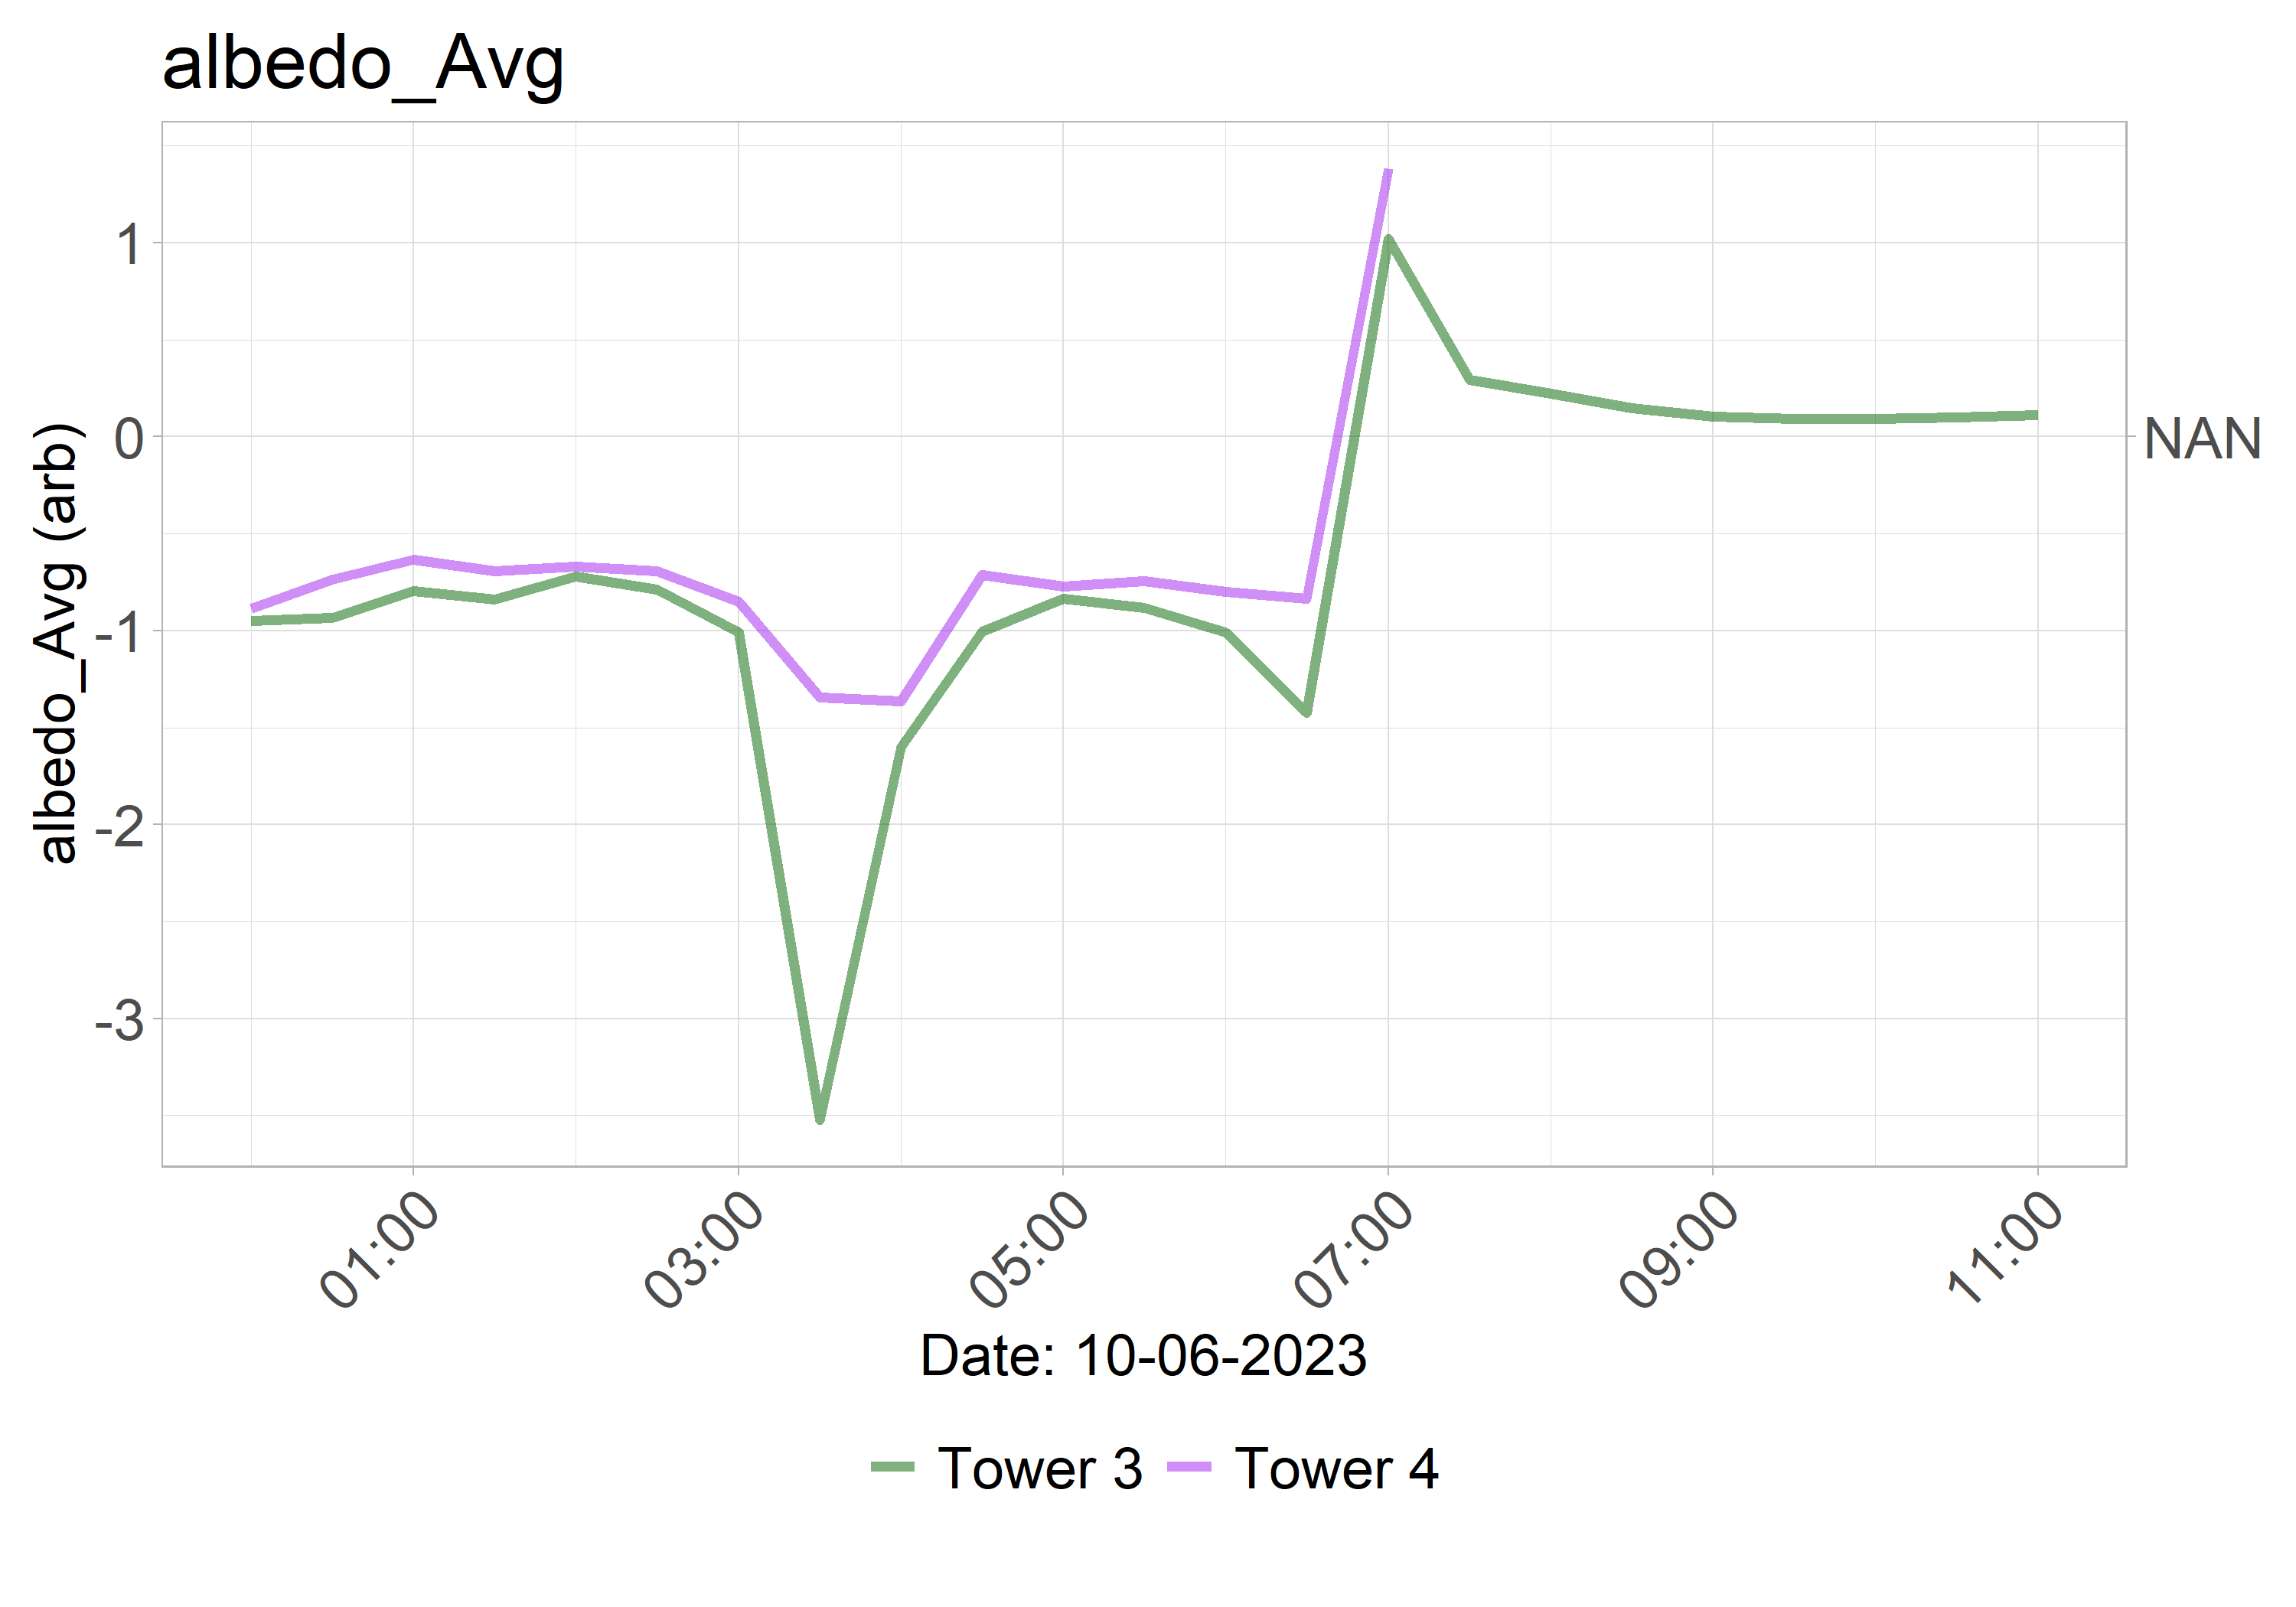 albedo_Avg
albedo_Avg (arb)
1
0
-1
-2
-3
NAN
01:00
03:00
05:00
07:00
09:00
11:00
Date: 10-06-2023
Tower 3
Tower 4